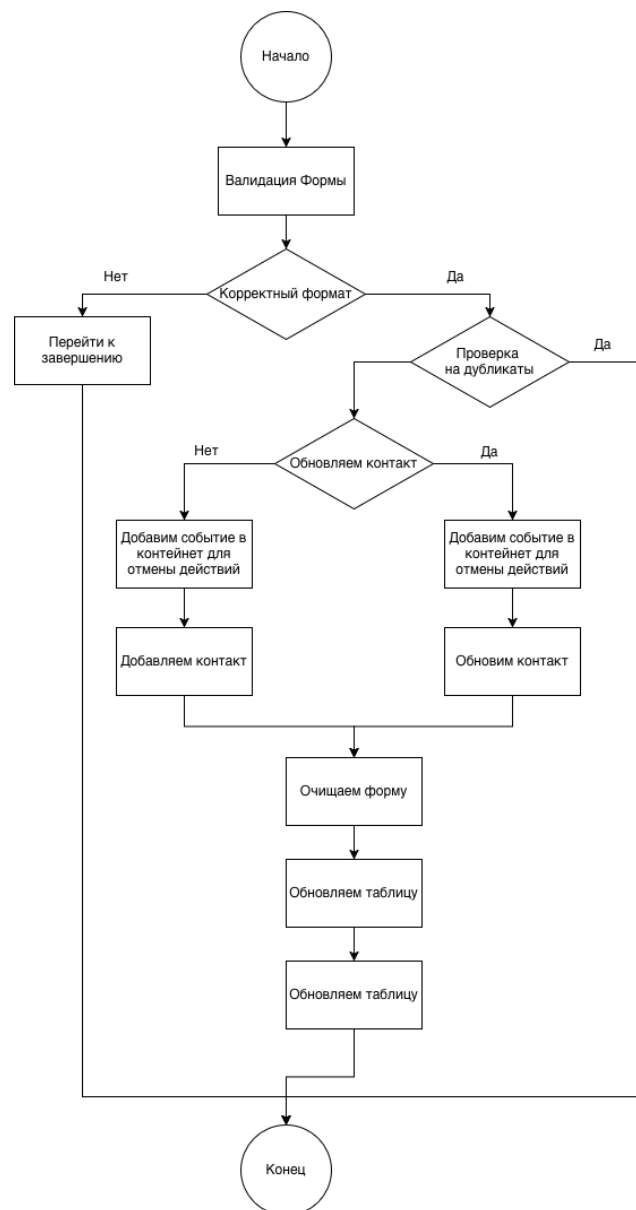 Начало
Валидация Формы
Нет
Да
Корректный формат
Перейти к
завершению
Проверка
на дубликаты
Да
Нет
Обновляем контакт
Да
Добавим событие в
контейнет для
отмены действий
Добавим событие в
контейнет для
отмены действий
Добавляем контакт
Обновим контакт
Очищаем форму
Обновляем таблицу
Обновляем таблицу
Конец